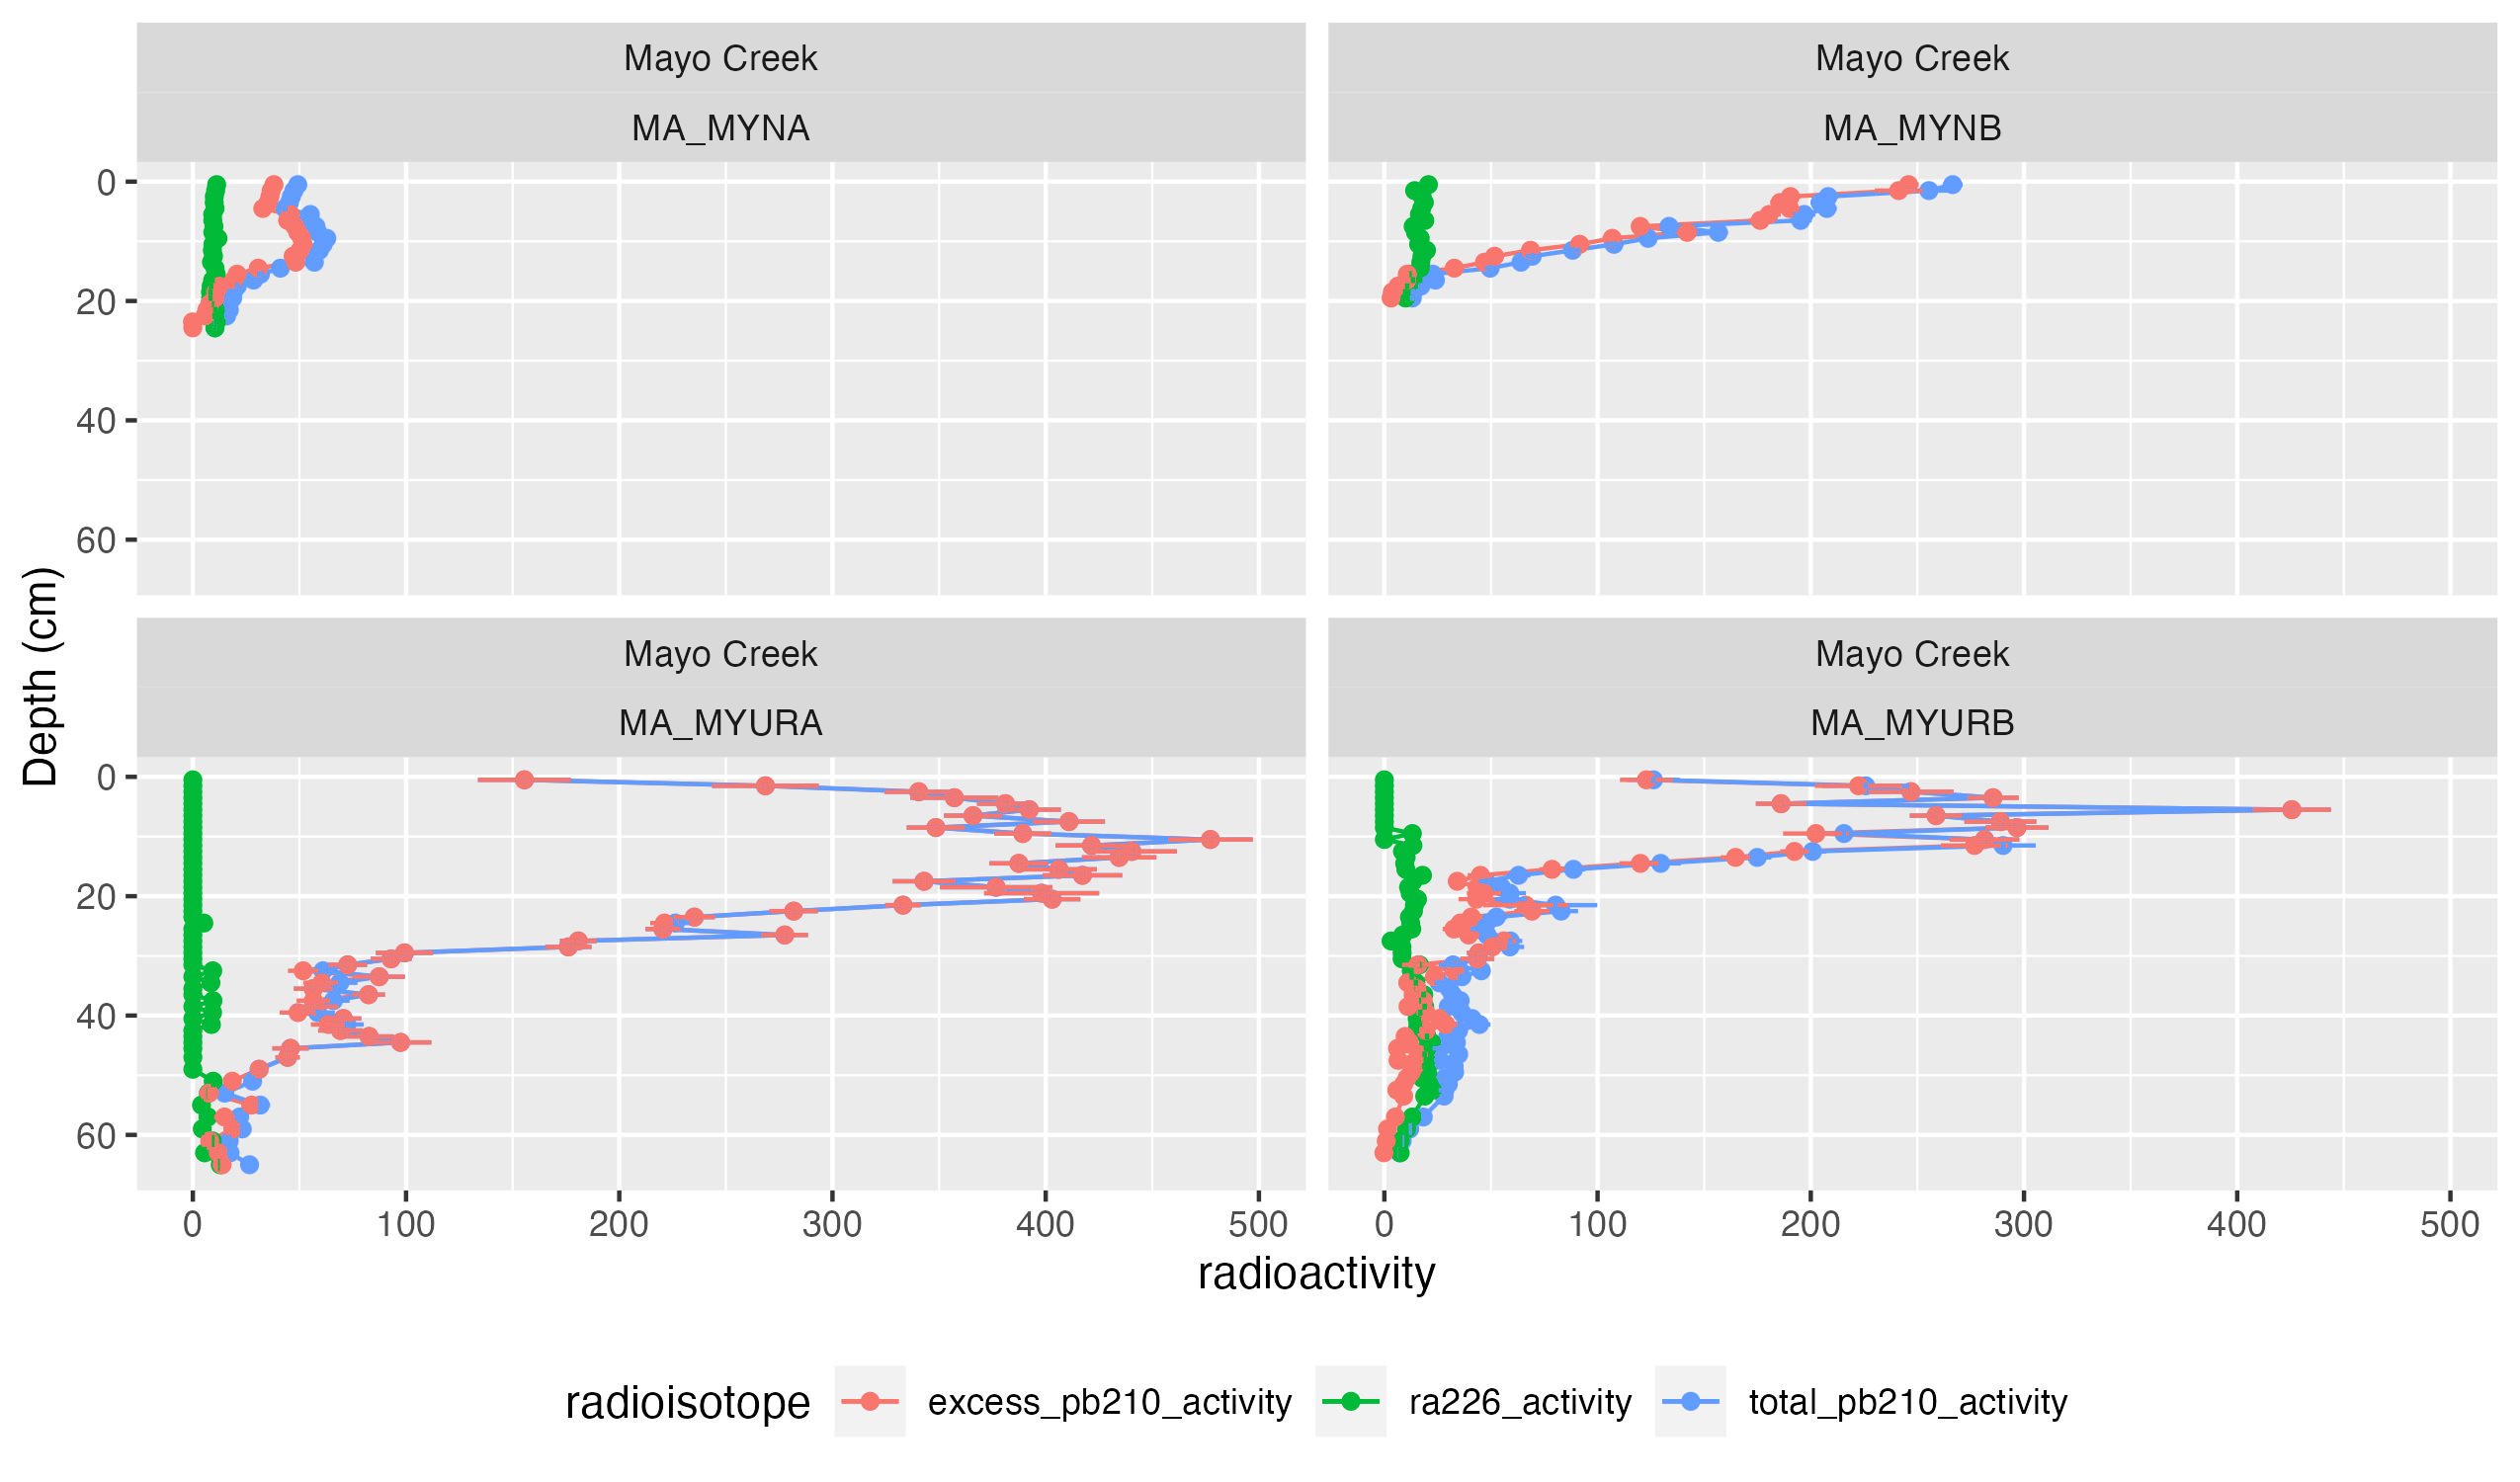 Mayo Creek
Mayo Creek
MA_MYNA
MA_MYNB
0
20
40
60
Depth (cm)
Mayo Creek
Mayo Creek
MA_MYURA
MA_MYURB
0
20
40
60
0 100 200 300 400 500 0 100 200 300 400 500
radioactivity
radioisotope excess_pb210_activity ra226_activity total_pb210_activity